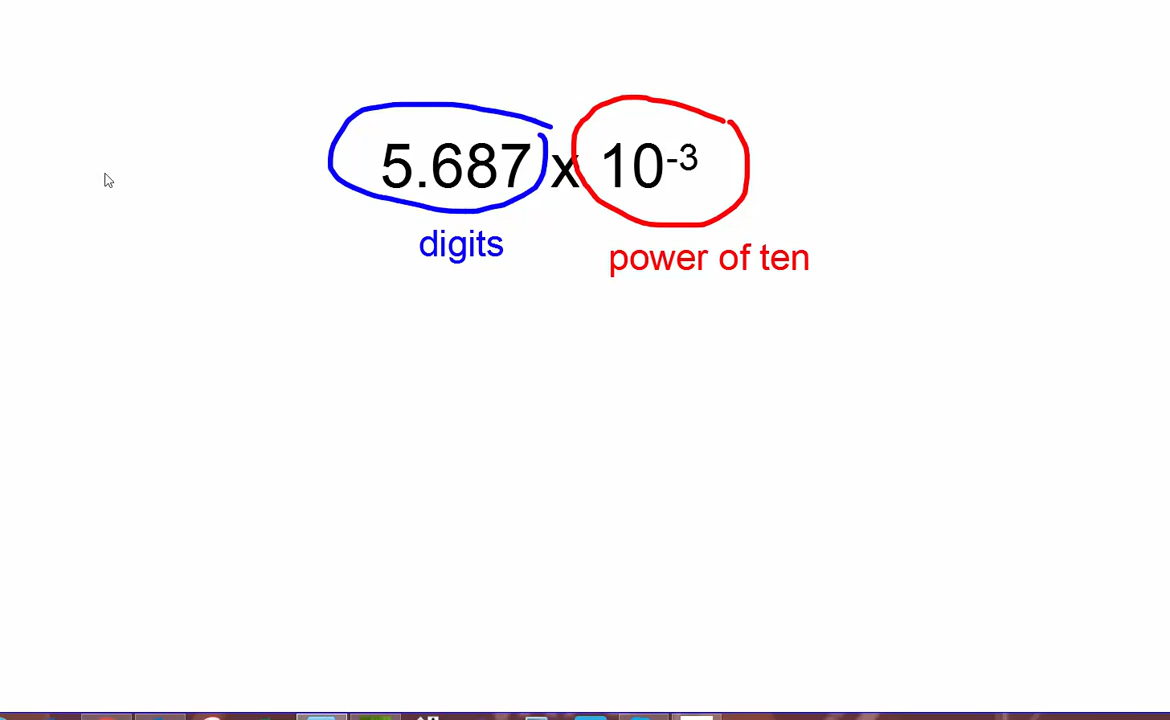 5.687 x 10⁻³
digits
power of ten